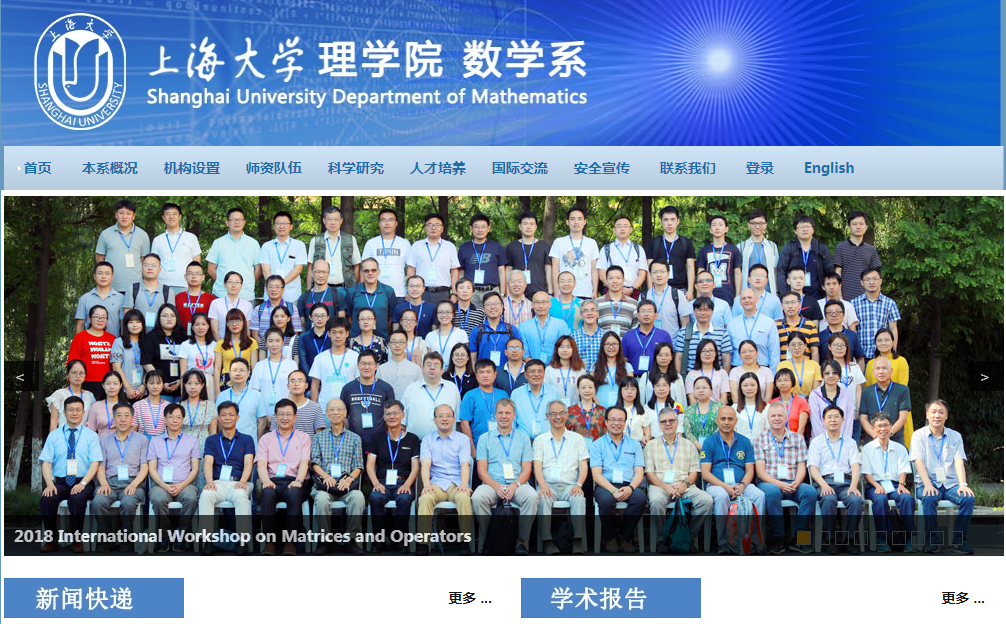 上海大学
SHANGHAI UNIVERSITY
上海大学 理学院 数学系
Shanghai University Department of Mathematics
首页 本系概况 机构设置 师资队伍 科学研究 人才培养 国际交流 安全宣传 联系我们 登录 English
<
>
2018 International Workshop on Matrices and Operators
新闻快递 更多 ... 学术报告 更多 ...